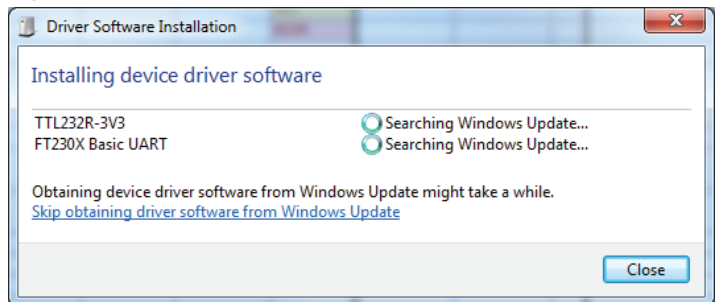 Driver Software Installation
Installing device driver software
TTL232R-3V3 Searching Windows Update...
FT230X Basic UART Searching Windows Update...
Obtaining device driver software from Windows Update might take a while.
Skip obtaining driver software from Windows Update
Close